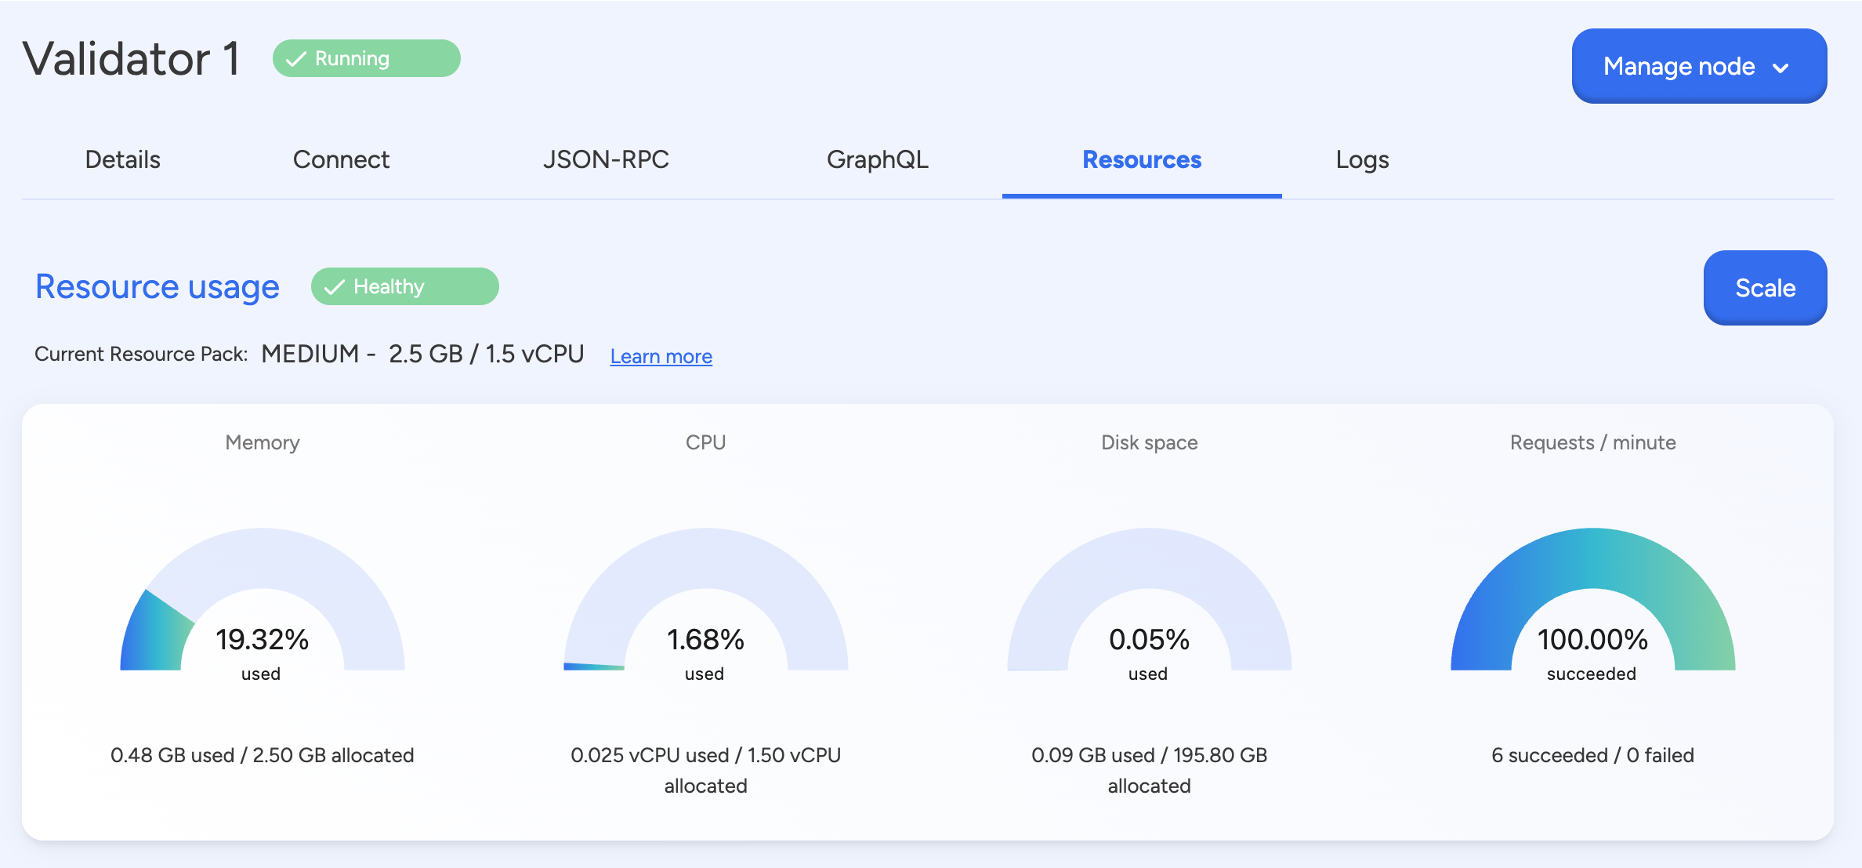 Validator 1
Running
Manage node
Details Connect JSON-RPC GraphQL Resources Logs
Resource usage
Healthy
Scale
Current Resource Pack: MEDIUM - 2.5 GB / 1.5 vCPU Learn more
Memory
19.32%
used
0.48 GB used / 2.50 GB allocated
CPU
1.68%
used
0.025 vCPU used / 1.50 vCPU
allocated
Disk space
0.05%
used
0.09 GB used / 195.80 GB
allocated
Requests / minute
100.00%
succeeded
6 succeeded / 0 failed